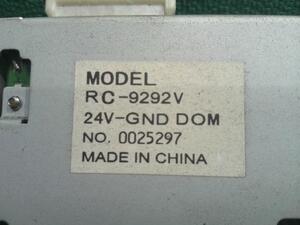 MODEL
RC-9292V
24V-GND DOM
NO. 0025297
MADE IN CHINA